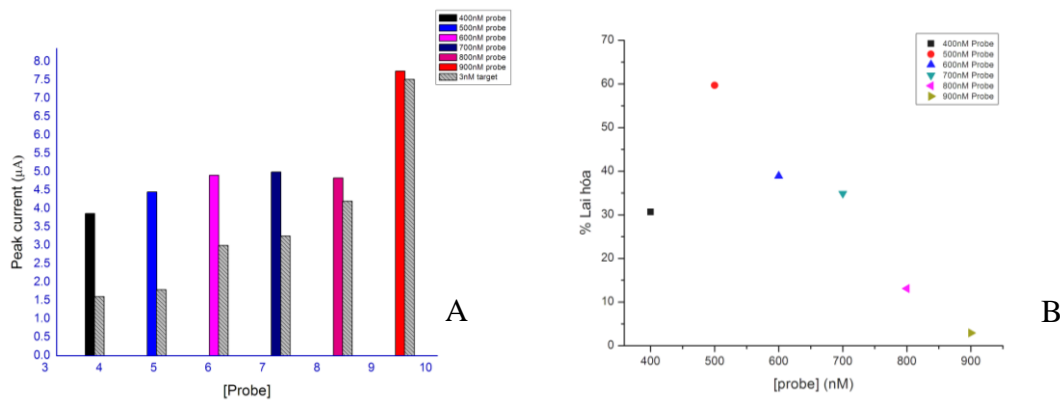 400nM probe
500nM probe
600nM probe
700nM probe
800nM probe
900nM probe
3nM target
8.0
7.5
7.0
6.5
6.0
5.5
5.0
4.5
4.0
3.5
3.0
2.5
2.0
1.5
1.0
0.5
0.0
Peak current (μA)
3 4 5 6 7 8 9 10
[Probe]
A
400nM Probe
500nM Probe
600nM Probe
700nM Probe
800nM Probe
900nM Probe
70
60
50
40
30
20
10
0
% Lai hóa
400 500 600 700 800 900
[probe] (nM)
B